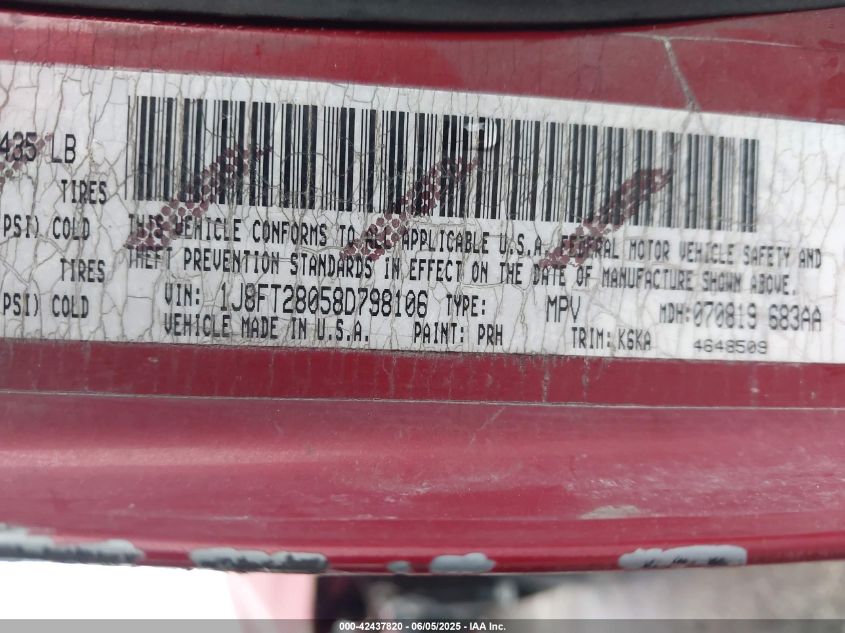 435 LB
TIRES
PSI) COLD
TIRES
PSI) COLD
THIS VEHICLE CONFORMS TO ALL APPLICABLE U.S.A. FEDERAL MOTOR VEHICLE SAFETY AND
THEFT PREVENTION STANDARDS IN EFFECT ON THE DATE OF MANUFACTURE SHOWN ABOVE.
VIN: 1J8FT28058D798106 TYPE: MPV MDH:070819 683AA
VEHICLE MADE IN U.S.A. PAINT: PRH TRIM: K6KA 4648509
000-42437820 - 06/05/2025 - IAA Inc.